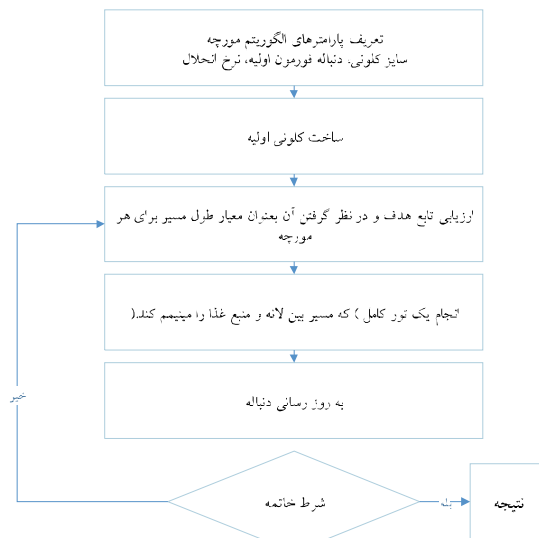 تعریف پارامترهای الگوریتم مورچه
سایز کلونی، دنباله فورمون اولیه، نرخ انحلال
ساخت کلونی اولیه
ارزیابی تابع هدف و در نظر گرفتن آن بعنوان معیار طول مسیر برای هر
مورچه
انجام یک تور کامل ) که مسیر بین لانه و منبع غذا را مینیمم کند.(
به روز رسانی دنباله
خیر
شرط خاتمه
بله
نتیجه